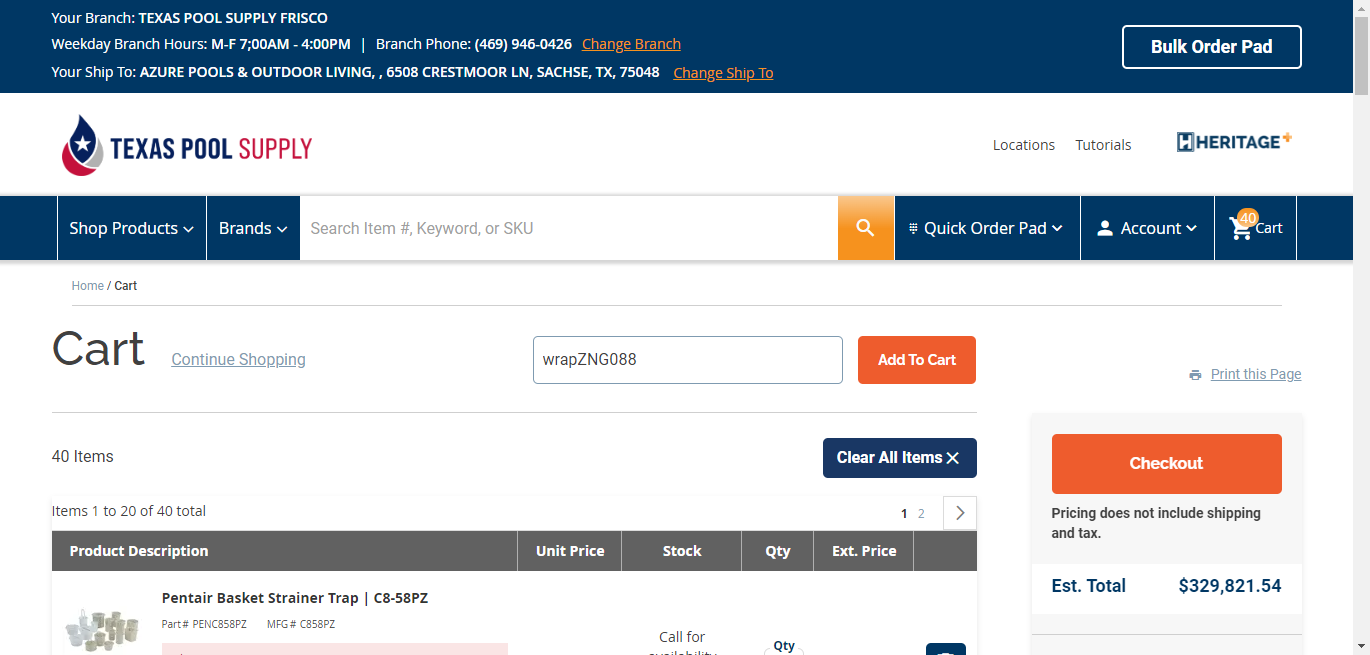 Your Branch: TEXAS POOL SUPPLY FRISCO
Weekday Branch Hours: M-F 7;00AM - 4:00PM | Branch Phone: (469) 946-0426 Change Branch
Your Ship To: AZURE POOLS & OUTDOOR LIVING, , 6508 CRESTMOOR LN, SACHSE, TX, 75048 Change Ship To
Bulk Order Pad
TEXAS POOL SUPPLY
Locations Tutorials HERITAGE+
Shop Products Brands Search Item #, Keyword, or SKU Quick Order Pad Account 40 Cart
Home / Cart
Cart Continue Shopping wrapZNG088 Add To Cart
Print this Page
40 Items Clear All Items
Checkout
Items 1 to 20 of 40 total 1 2
Pricing does not include shipping
and tax.
Product Description Unit Price Stock Qty Ext. Price
Est. Total $329,821.54
Pentair Basket Strainer Trap | C8-58PZ
Part# PENC858PZ MFG # C858PZ
Call for
Qty